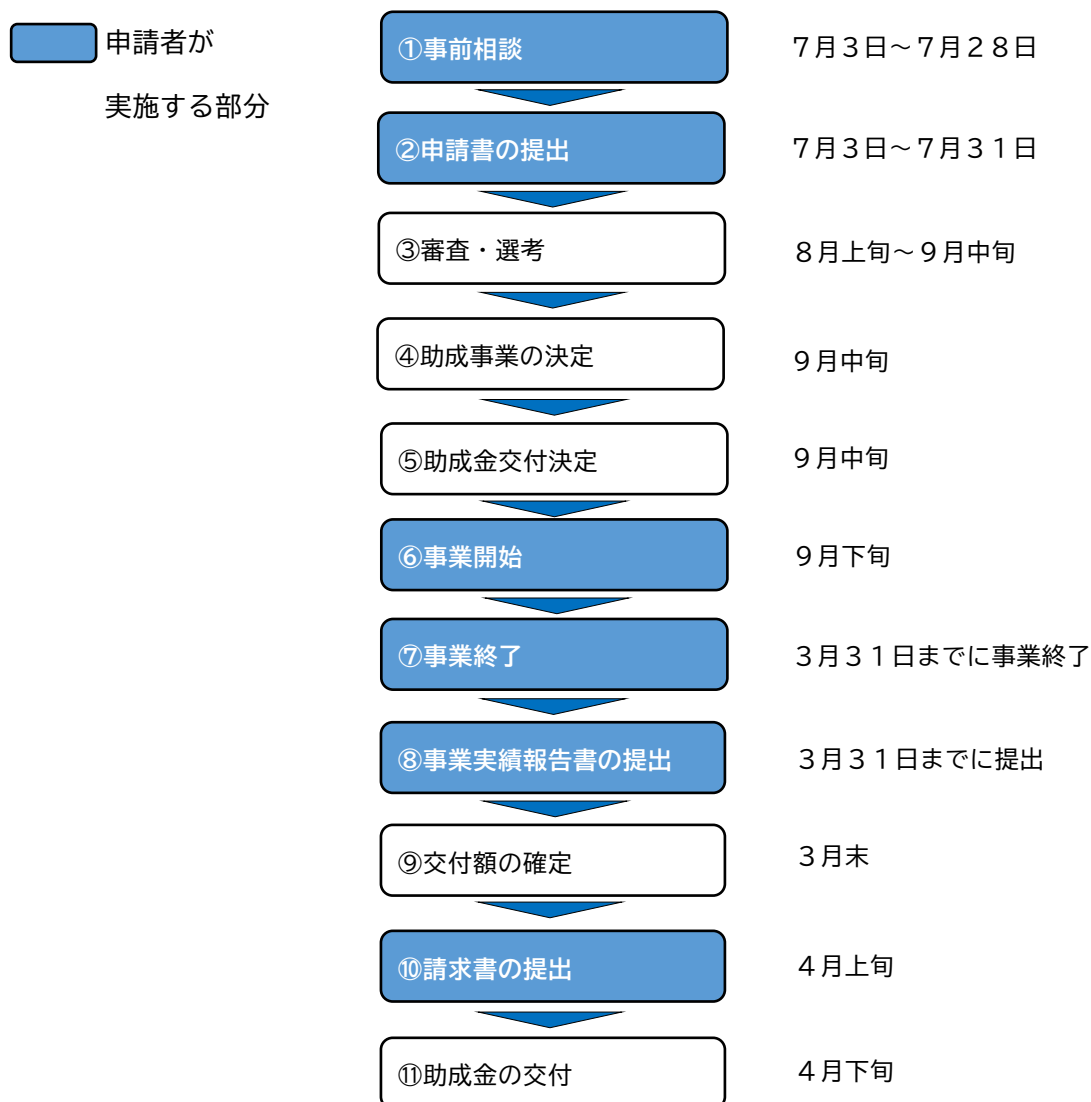 申請者が
実施する部分
①事前相談
７月３日～７月２８日
②申請書の提出
７月３日～７月３１日
③審査・選考
８月上旬～９月中旬
④助成事業の決定
９月中旬
⑤助成金交付決定
９月中旬
⑥事業開始
９月下旬
⑦事業終了
３月３１日までに事業終了
⑧事業実績報告書の提出
３月３１日までに提出
⑨交付額の確定
３月末
⑩請求書の提出
４月上旬
⑪助成金の交付
４月下旬